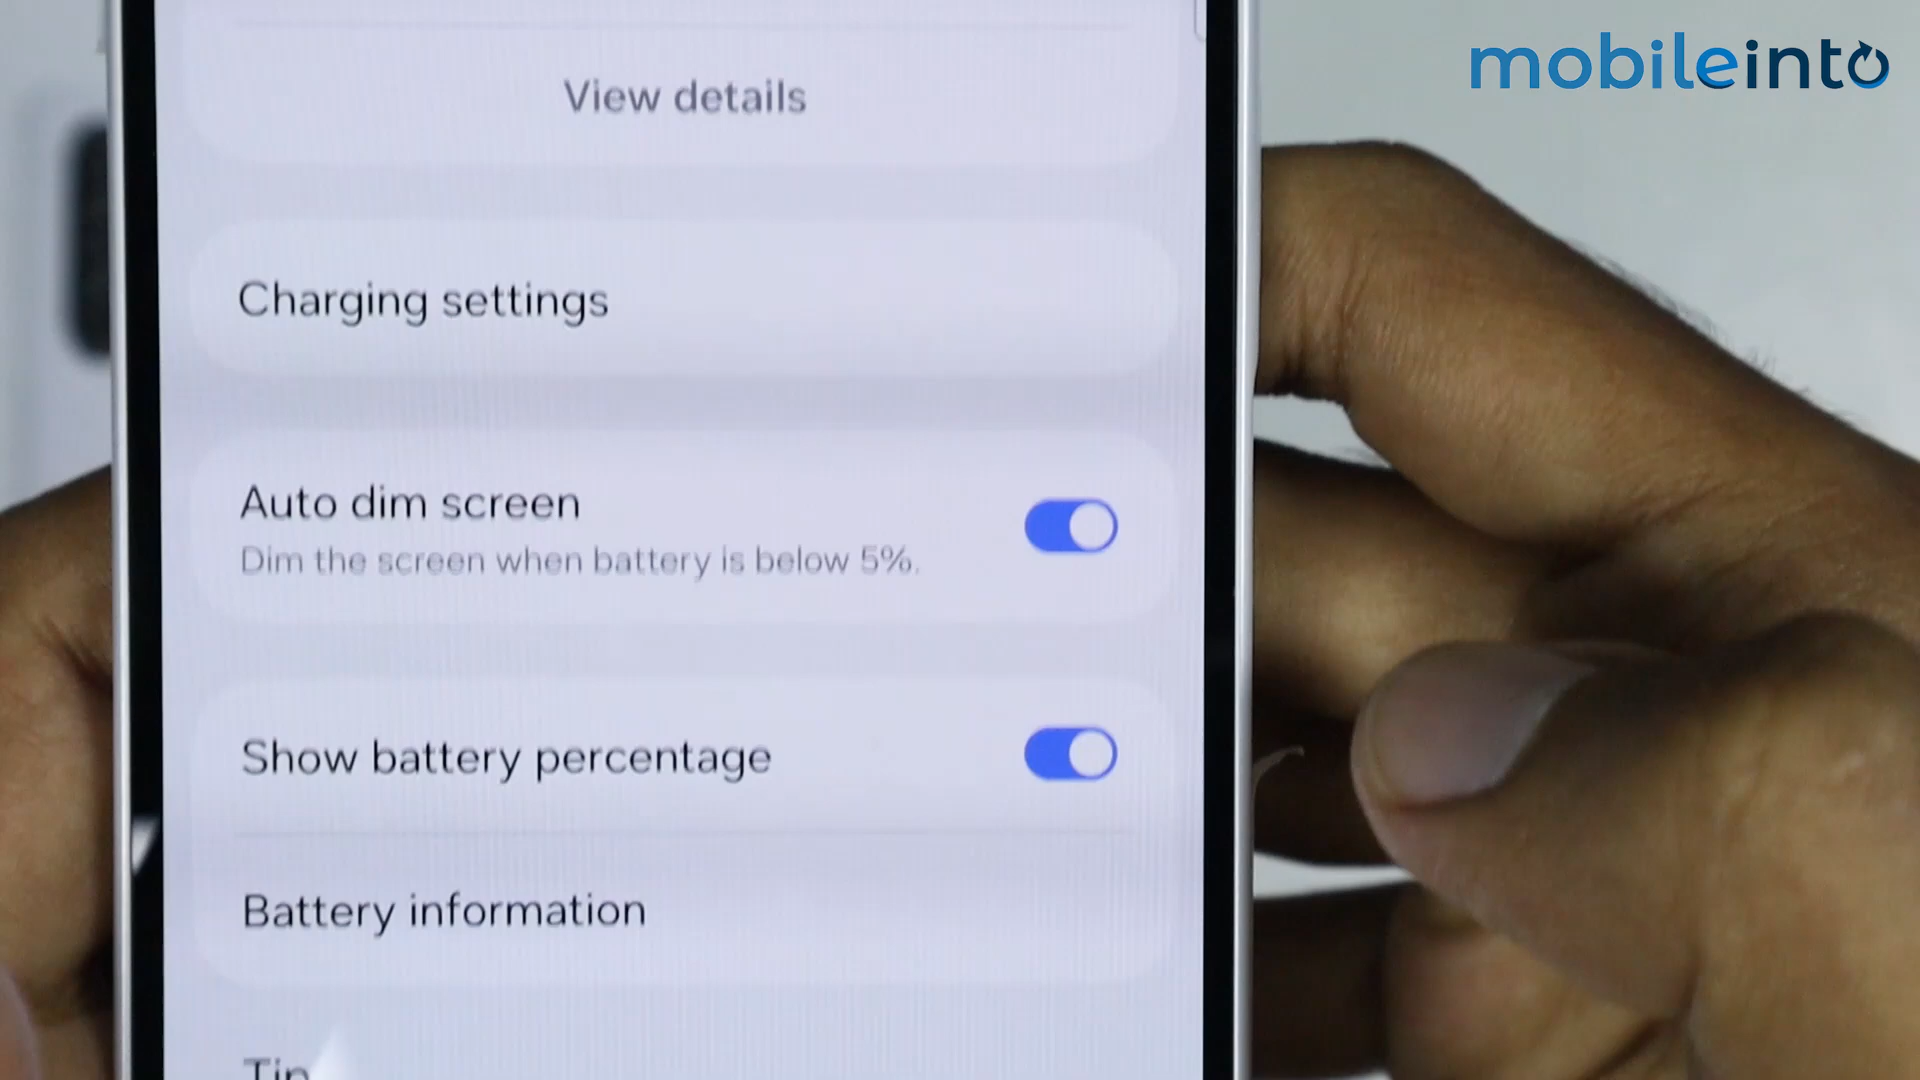 mobileinto
View details
Charging settings
Auto dim screen
Dim the screen when battery is below 5%.
Show battery percentage
Battery information
Tip